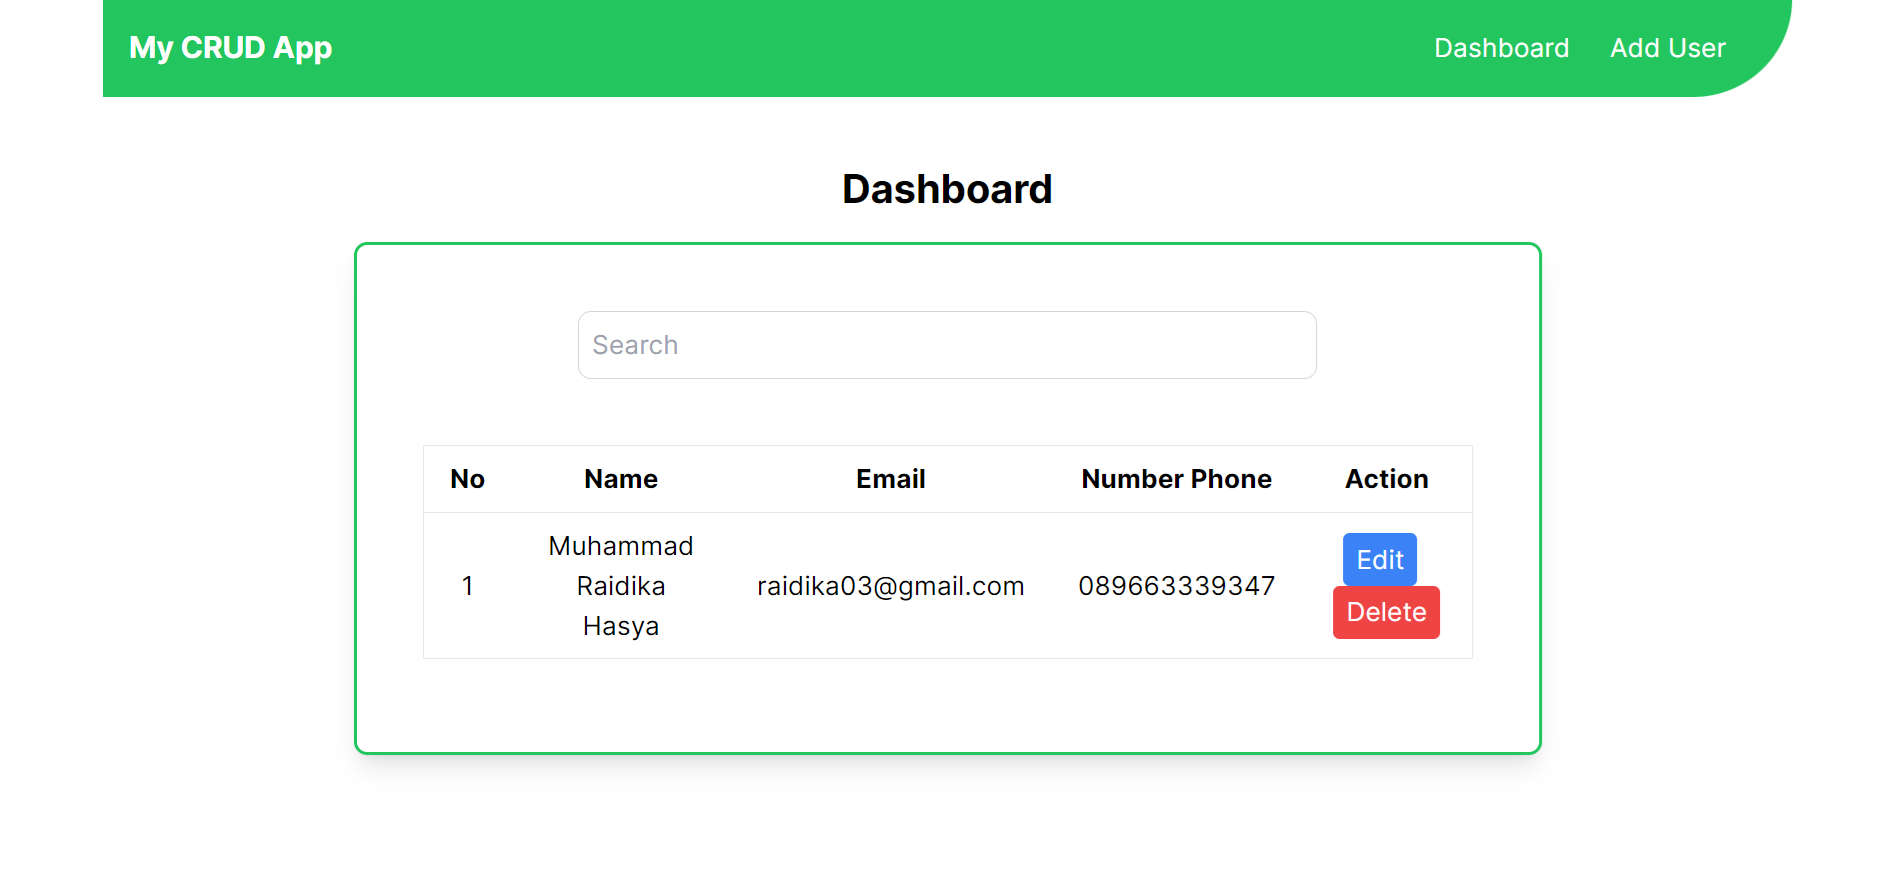 My CRUD App
Dashboard
Add User
Dashboard
Search
No Name Email Number Phone Action
1
Muhammad
Raidika
Hasya
raidika03@gmail.com
089663339347
Edit
Delete